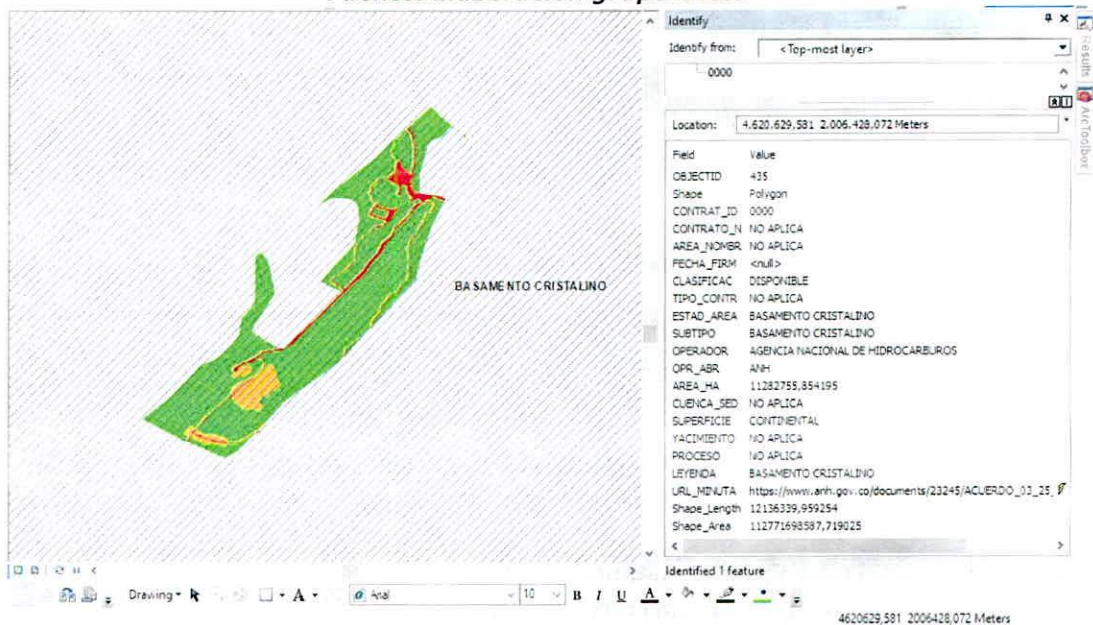 Identify
Identify from: <Top-most layer>
0000
Location: 4.620.629,581 2.006.428,072 Meters
Field Value
OBJECTID 435
Shape Polygon
CONTRAT_ID 0000
CONTRATO_N NO APLICA
AREA_NOMBR NO APLICA
FECHA_FIRM <null>
CLASIFICAC DISPONIBLE
TIPO_CONTR NO APLICA
ESTAD_AREA BASAMENTO CRISTALINO
SUBTIPO BASAMENTO CRISTALINO
OPERADOR AGENCIA NACIONAL DE HIDROCARBUROS
OPR_ABR ANH
AREA_HA 11282755,854195
CUENCA_SED NO APLICA
SUPERFICIE CONTINENTAL
YACIMIENTO NO APLICA
PROCESO NO APLICA
LEYENDA BASAMENTO CRISTALINO
URL_MINUTA https://www.anh.gov.co/documents/23245/ACUERDO_03_25_
Shape_Length 12136339,959254
Shape_Area 112771698587,719025
Identified 1 feature
BASAMENTO CRISTALINO
Results
ArcToolbox
Drawing
A
Arial
10
B I U A
4620629,581 2006428,072 Meters